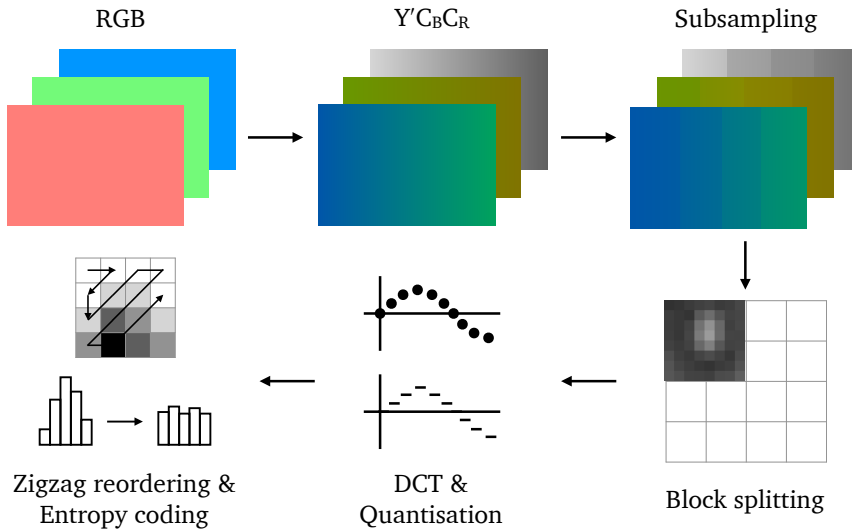 RGB
Y′CBCR
Subsampling
Zigzag reordering &
Entropy coding
DCT &
Quantisation
Block splitting